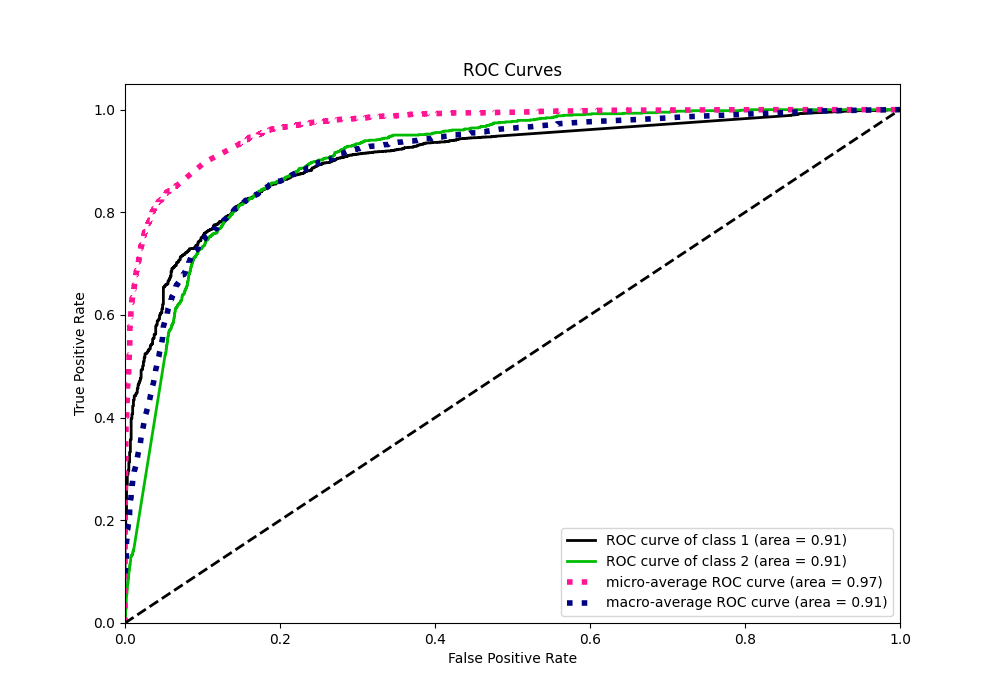 ROC Curves
True Positive Rate
1.0
0.8
0.6
0.4
0.2
0.0
0.0 0.2 0.4 0.6 0.8 1.0
False Positive Rate
ROC curve of class 1 (area = 0.91)
ROC curve of class 2 (area = 0.91)
micro-average ROC curve (area = 0.97)
macro-average ROC curve (area = 0.91)